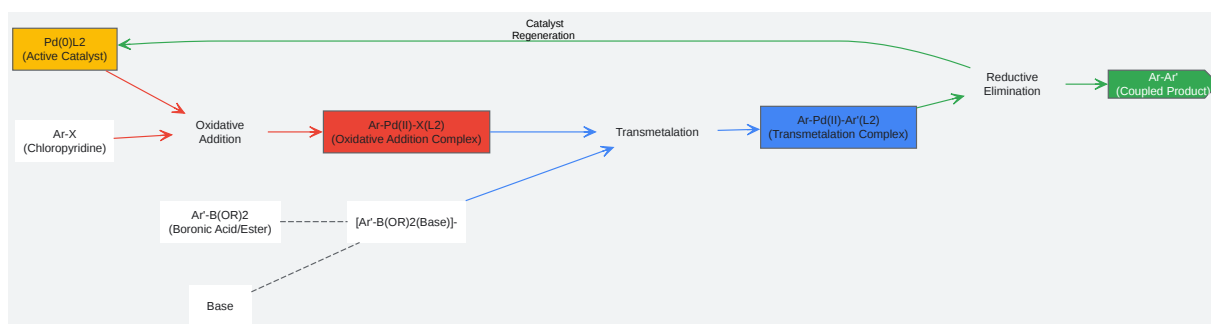 Catalyst
Regeneration
Pd(0)L2
(Active Catalyst)
Ar-X
(Chloropyridine)
Oxidative
Addition
Ar-Pd(II)-X(L2)
(Oxidative Addition Complex)
Transmetalation
Ar-Pd(II)-Ar'(L2)
(Transmetalation Complex)
Reductive
Elimination
Ar-Ar'
(Coupled Product)
Ar'-B(OR)2
(Boronic Acid/Ester)
[Ar'-B(OR)2(Base)]-
Base